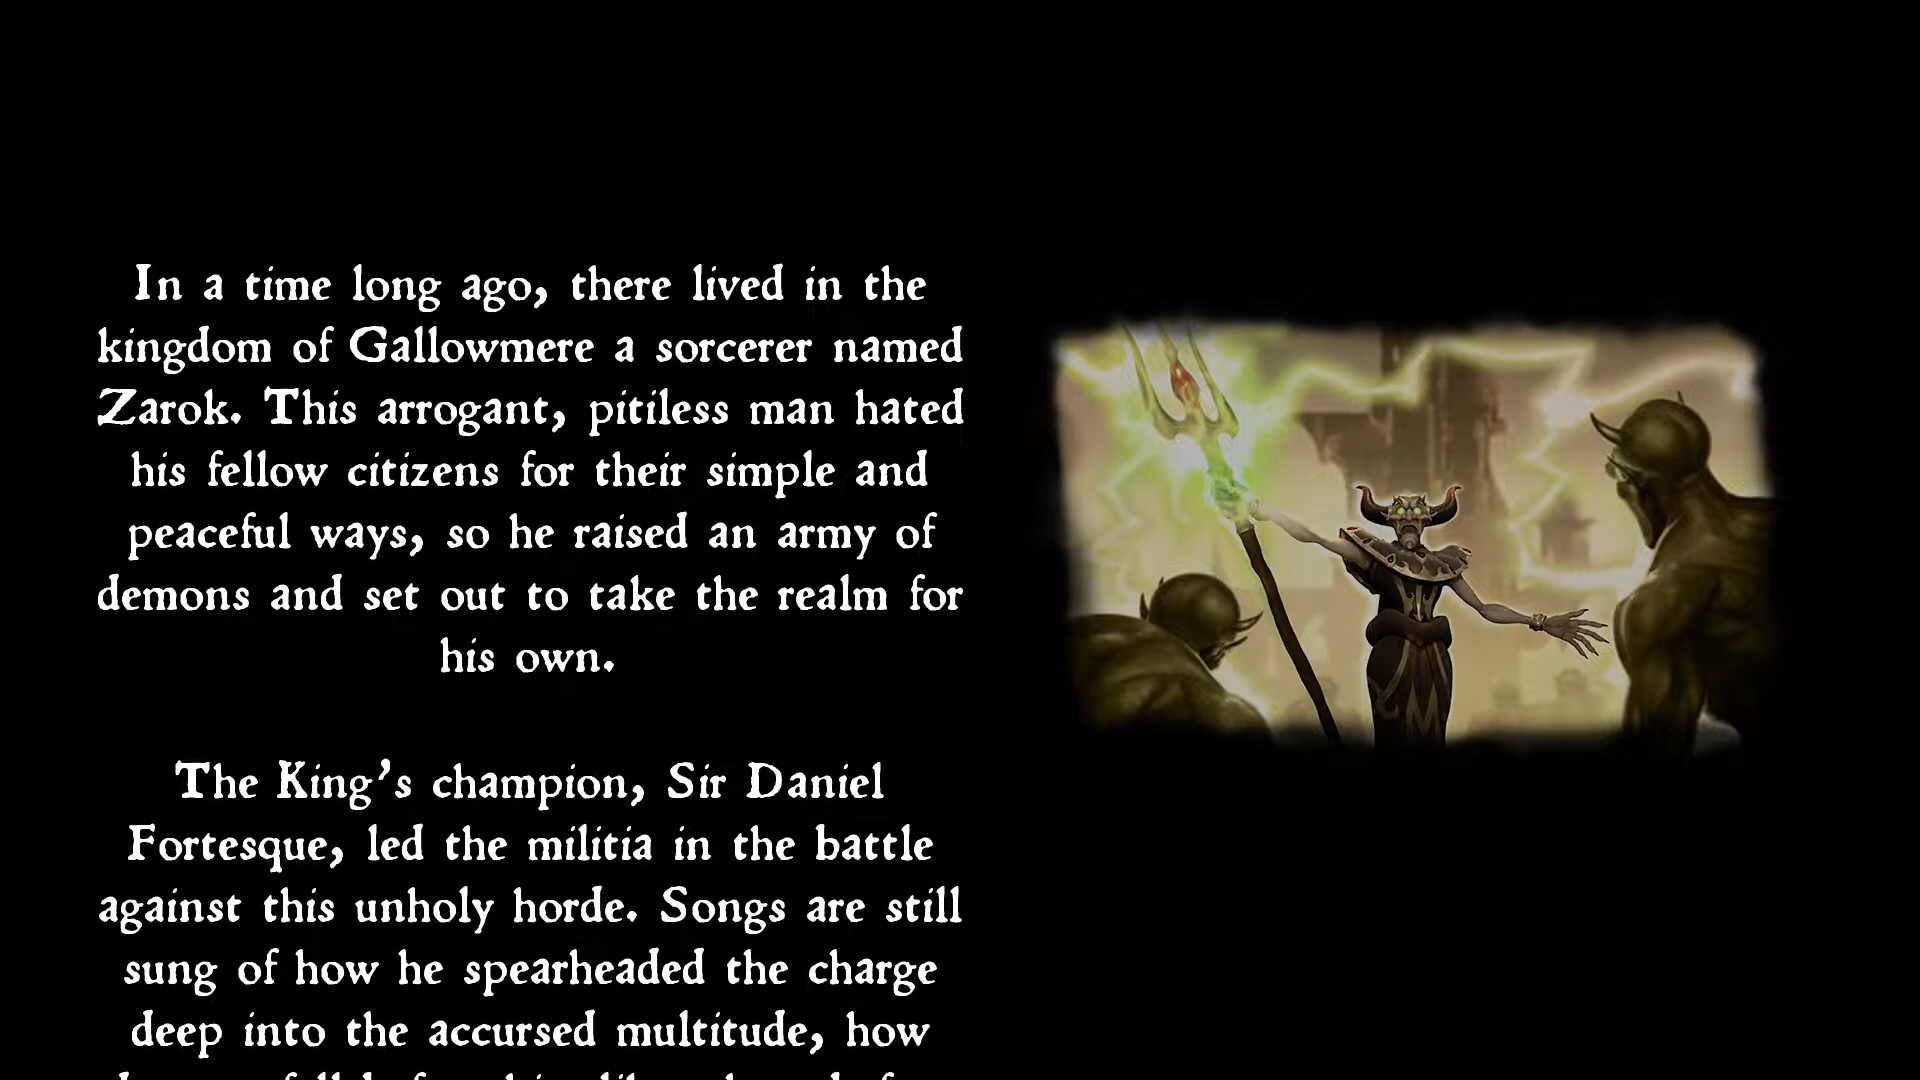 In a time long ago, there lived in the
kingdom of Gallowmere a sorcerer named
Zarok. This arrogant, pitiless man hated
his fellow citizens for their simple and
peaceful ways, so he raised an army of
demons and set out to take the realm for
his own.
The King's champion, Sir Daniel
Fortesque, led the militia in the battle
against this unholy horde. Songs are still
sung of how he spearheaded the charge
deep into the accursed multitude, how